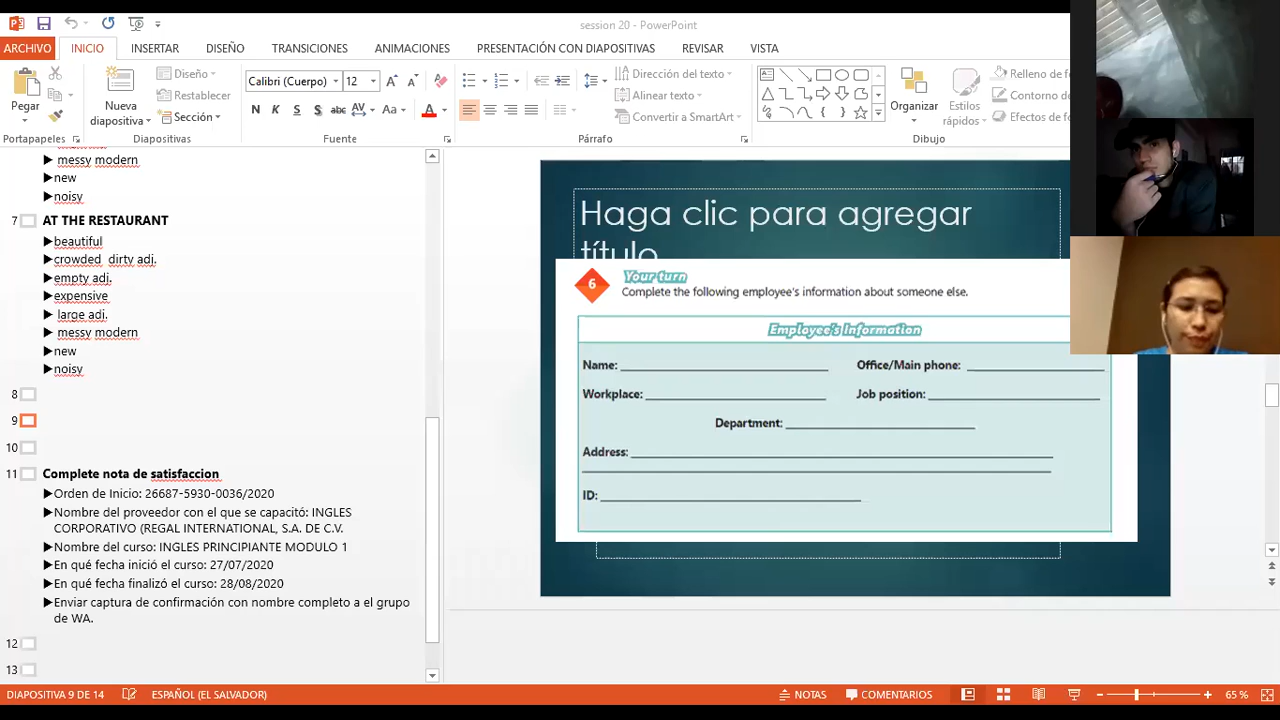 session 20 - PowerPoint
ARCHIVO INICIO INSERTAR DISEÑO TRANSICIONES ANIMACIONES PRESENTACIÓN CON DIAPOSITIVAS REVISAR VISTA
Pegar
Nueva diapositiva
Diseño
Restablecer
Sección
Calibri (Cuerpo) 12
N K S S abc AV Aa A
Dirección del texto
Alinear texto
Convertir a SmartArt
Organizar
Estilos rápidos
Relleno de
Contorno de
Efectos de
Portapapeles Diapositivas Fuente Párrafo Dibujo
messy modern
new
noisy
7 AT THE RESTAURANT
beautiful
crowded dirty adj.
empty adj.
expensive
large adj.
messy modern
new
noisy
8
9
10
11 Complete nota de satisfaccion
Orden de Inicio: 26687-5930-0036/2020
Nombre del proveedor con el que se capacitó: INGLES
CORPORATIVO (REGAL INTERNATIONAL, S.A. DE C.V.
Nombre del curso: INGLES PRINCIPIANTE MODULO 1
En qué fecha inició el curso: 27/07/2020
En qué fecha finalizó el curso: 28/08/2020
Enviar captura de confirmación con nombre completo a el grupo
de WA.
12
13
Haga clic para agregar
título
6 Your turn
Complete the following employee's information about someone else.
Employee's Information
Name: Office/Main phone:
Workplace: Job position:
Department:
Address:
ID:
DIAPOSITIVA 9 DE 14 ESPAÑOL (EL SALVADOR) NOTAS COMENTARIOS 65 %